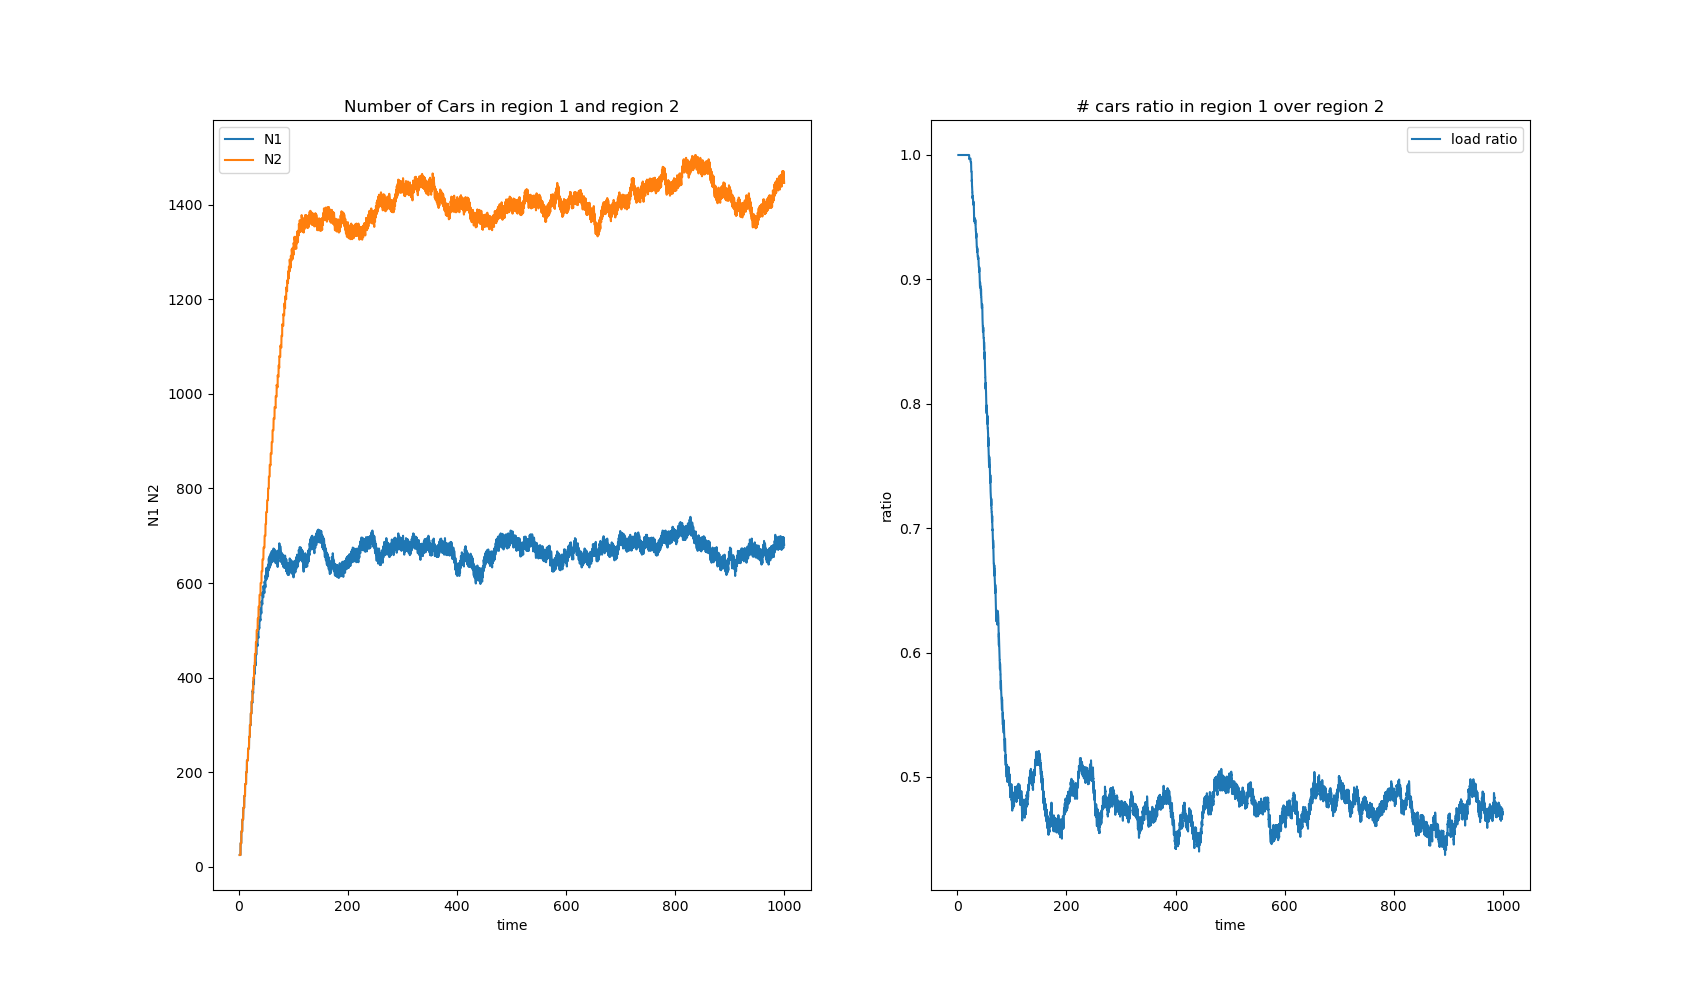 Number of Cars in region 1 and region 2
N1
N2
1400
1200
1000
800
600
400
200
0
N1 N2
0 200 400 600 800 1000
time
# cars ratio in region 1 over region 2
load ratio
1.0
0.9
0.8
0.7
0.6
0.5
ratio
0 200 400 600 800 1000
time